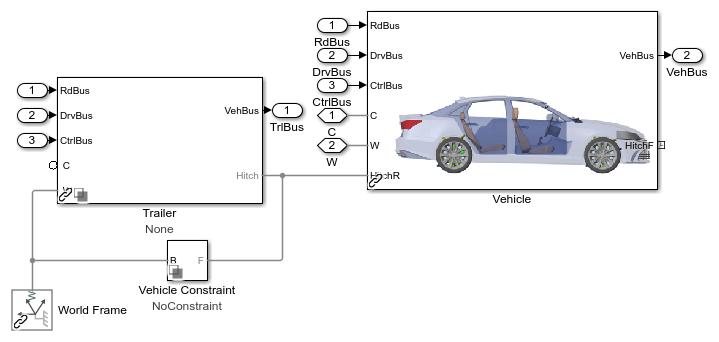 1
RdBus
2
DrvBus
3
CtrlBus
1
C
2
W
RdBus
DrvBus
CtrlBus
C
W
HitchR
VehBus
HitchF
2
VehBus
Vehicle
1
2
3
RdBus
DrvBus
CtrlBus
C
W
VehBus
Hitch
1
TrlBus
Trailer
None
B
F
Vehicle Constraint
NoConstraint
W
World Frame